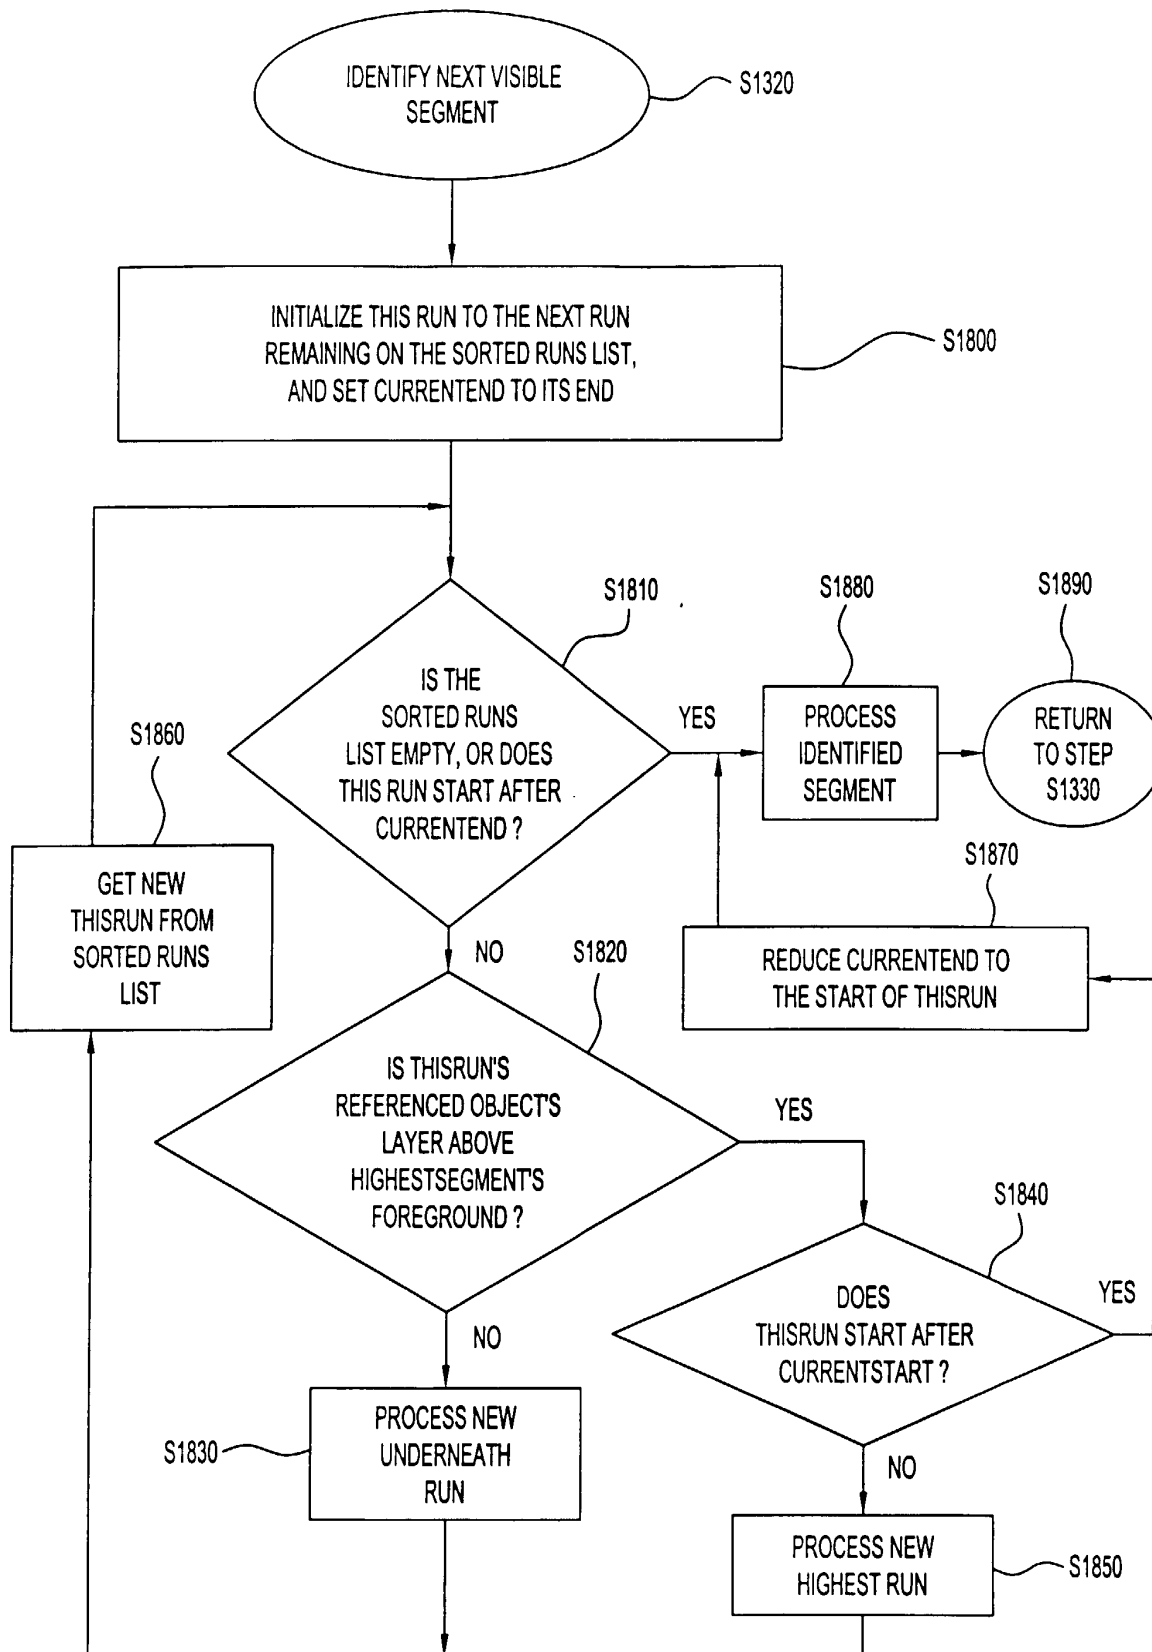 IDENTIFY NEXT VISIBLE
SEGMENT
S1320
INITIALIZE THIS RUN TO THE NEXT RUN
REMAINING ON THE SORTED RUNS LIST,
AND SET CURRENTEND TO ITS END
S1800
S1810
IS THE
SORTED RUNS
LIST EMPTY, OR DOES
THIS RUN START AFTER
CURRENTEND ?
YES
S1880
PROCESS
IDENTIFIED
SEGMENT
S1890
RETURN
TO STEP
S1330
S1860
GET NEW
THISRUN FROM
SORTED RUNS
LIST
S1870
REDUCE CURRENTEND TO
THE START OF THISRUN
NO
S1820
IS THISRUN'S
REFERENCED OBJECT'S
LAYER ABOVE
HIGHESTSEGMENT'S
FOREGROUND ?
YES
S1840
DOES
THISRUN START AFTER
CURRENTSTART ?
YES
NO
S1830
PROCESS NEW
UNDERNEATH
RUN
NO
PROCESS NEW
HIGHEST RUN
S1850